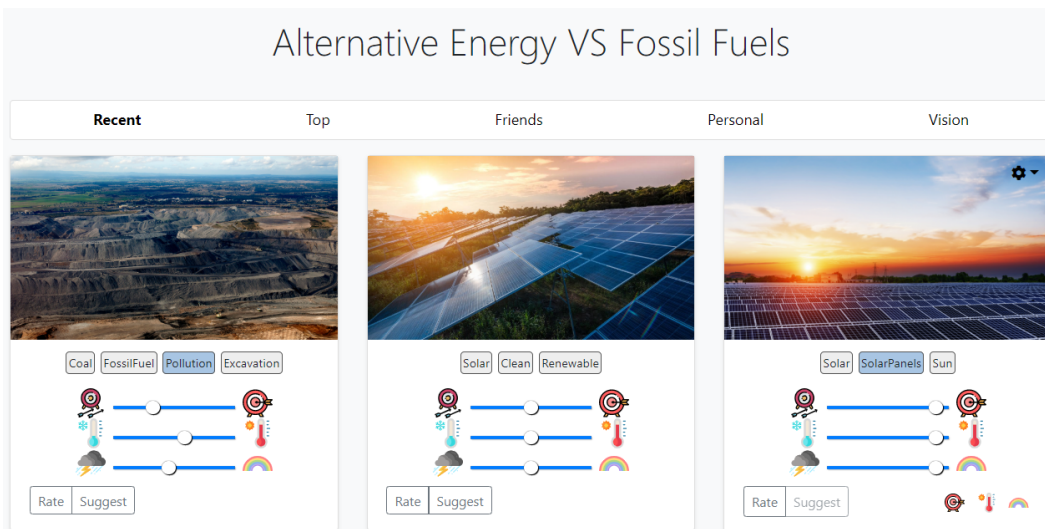 Alternative Energy VS Fossil Fuels
Recent Top Friends Personal Vision
Coal FossilFuel Pollution Excavation
Solar Clean Renewable
Solar SolarPanels Sun
Rate Suggest
Rate Suggest
Rate Suggest